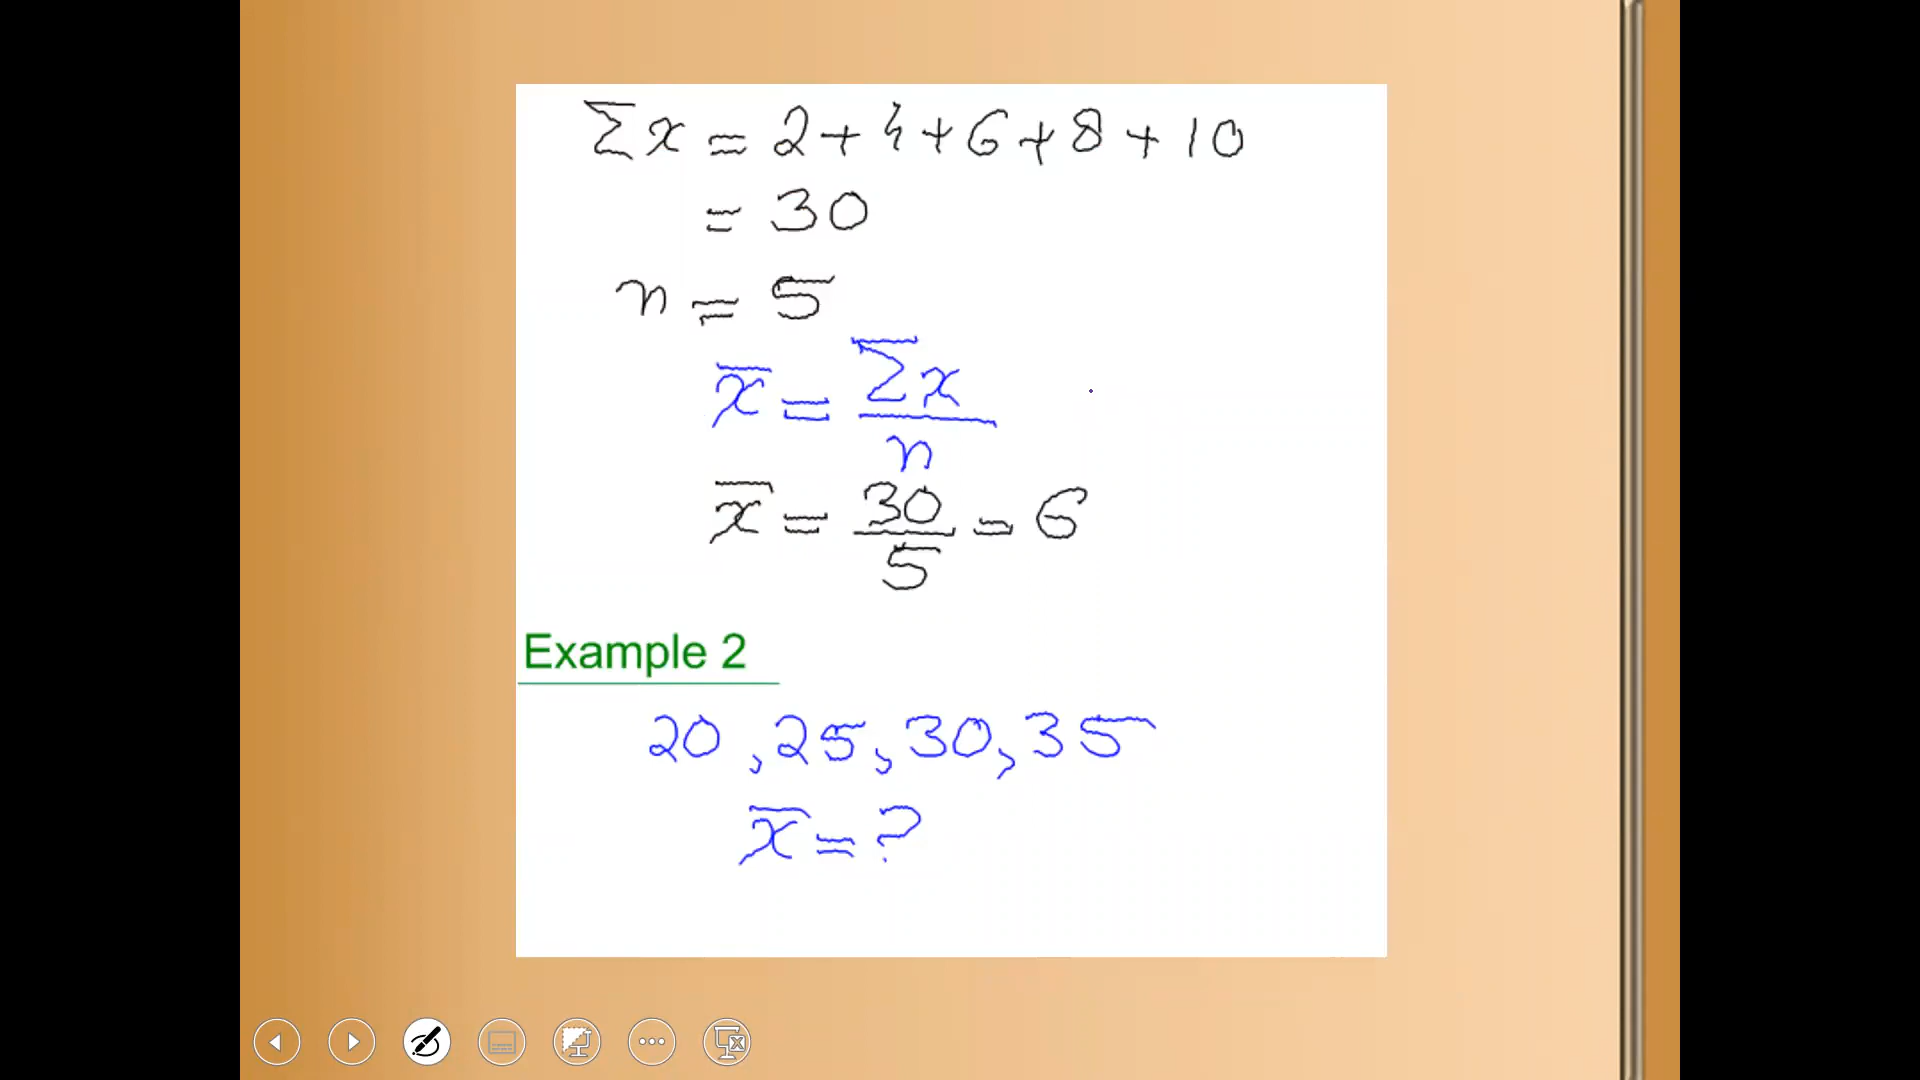 Σx = 2+4+6+8+10
= 30
n = 5
x̄ = Σx/n
x̄ = 30/5 = 6
Example 2
20, 25, 30, 35
x̄ = ?